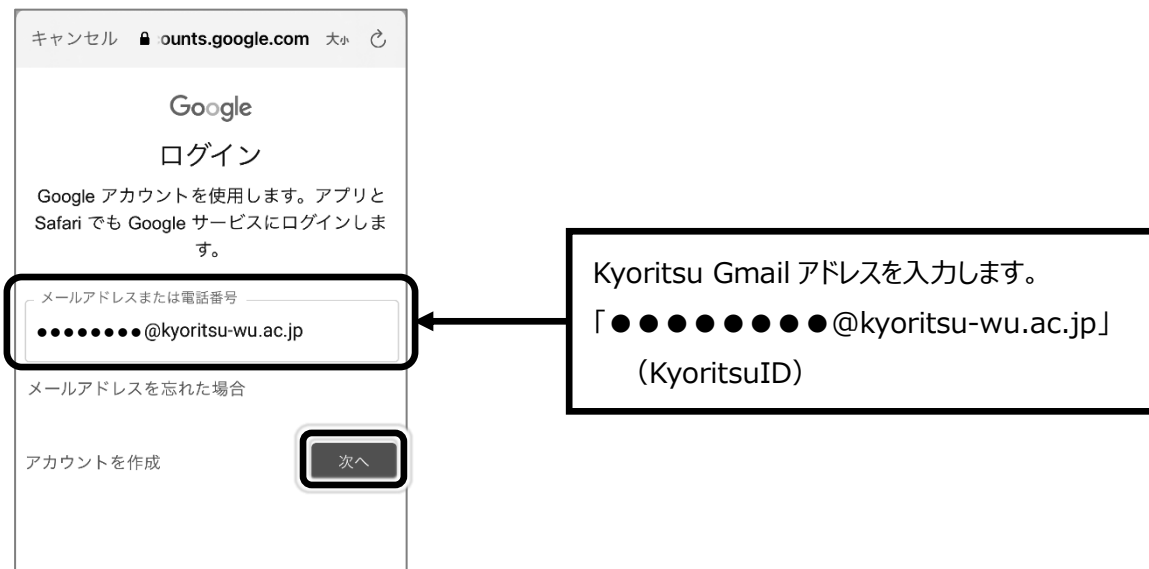 キャンセル ounts.google.com 大小
Google
ログイン
Google アカウントを使用します。アプリと
Safari でも Google サービスにログインしま
す。
メールアドレスまたは電話番号
●●●●●●●●@kyoritsu-wu.ac.jp
メールアドレスを忘れた場合
アカウントを作成 次へ
Kyoritsu Gmail アドレスを入力します。
「●●●●●●●●@kyoritsu-wu.ac.jp」
（KyoritsuID）